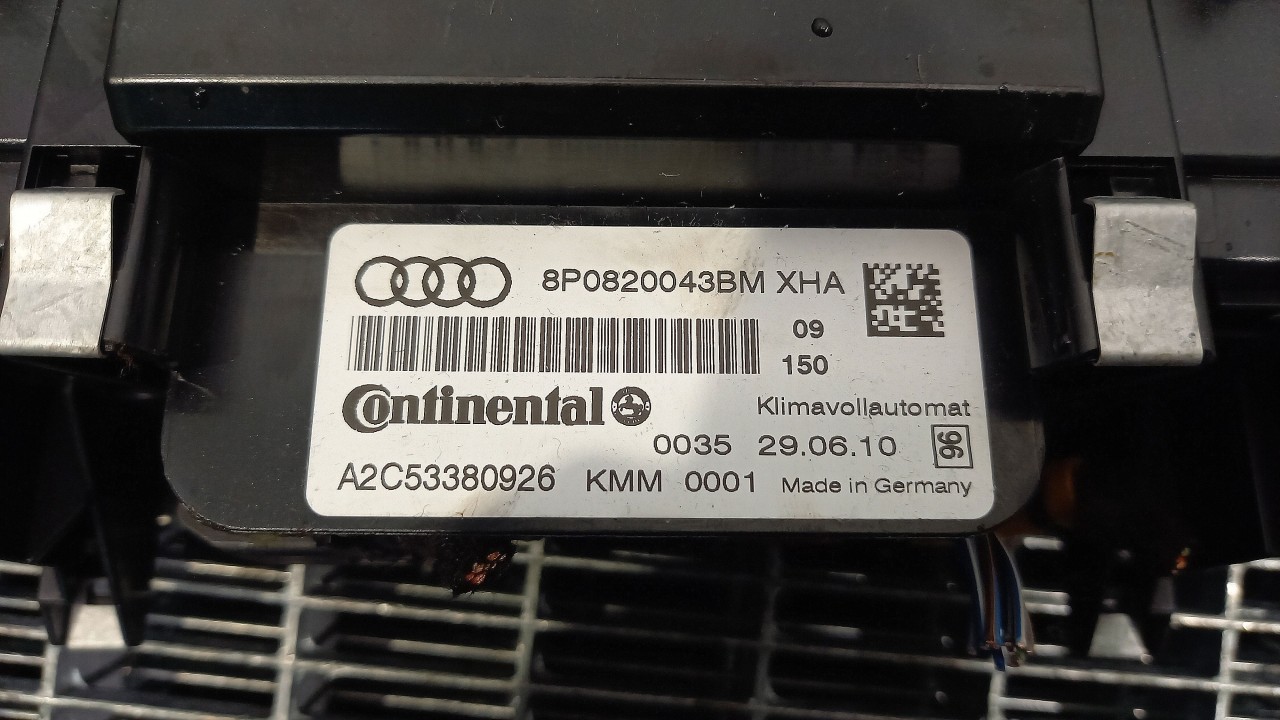 8P0820043BM XHA
09
150
Continental
Klimavollautomat
0035 29.06.10 96
A2C53380926 KMM 0001 Made in Germany